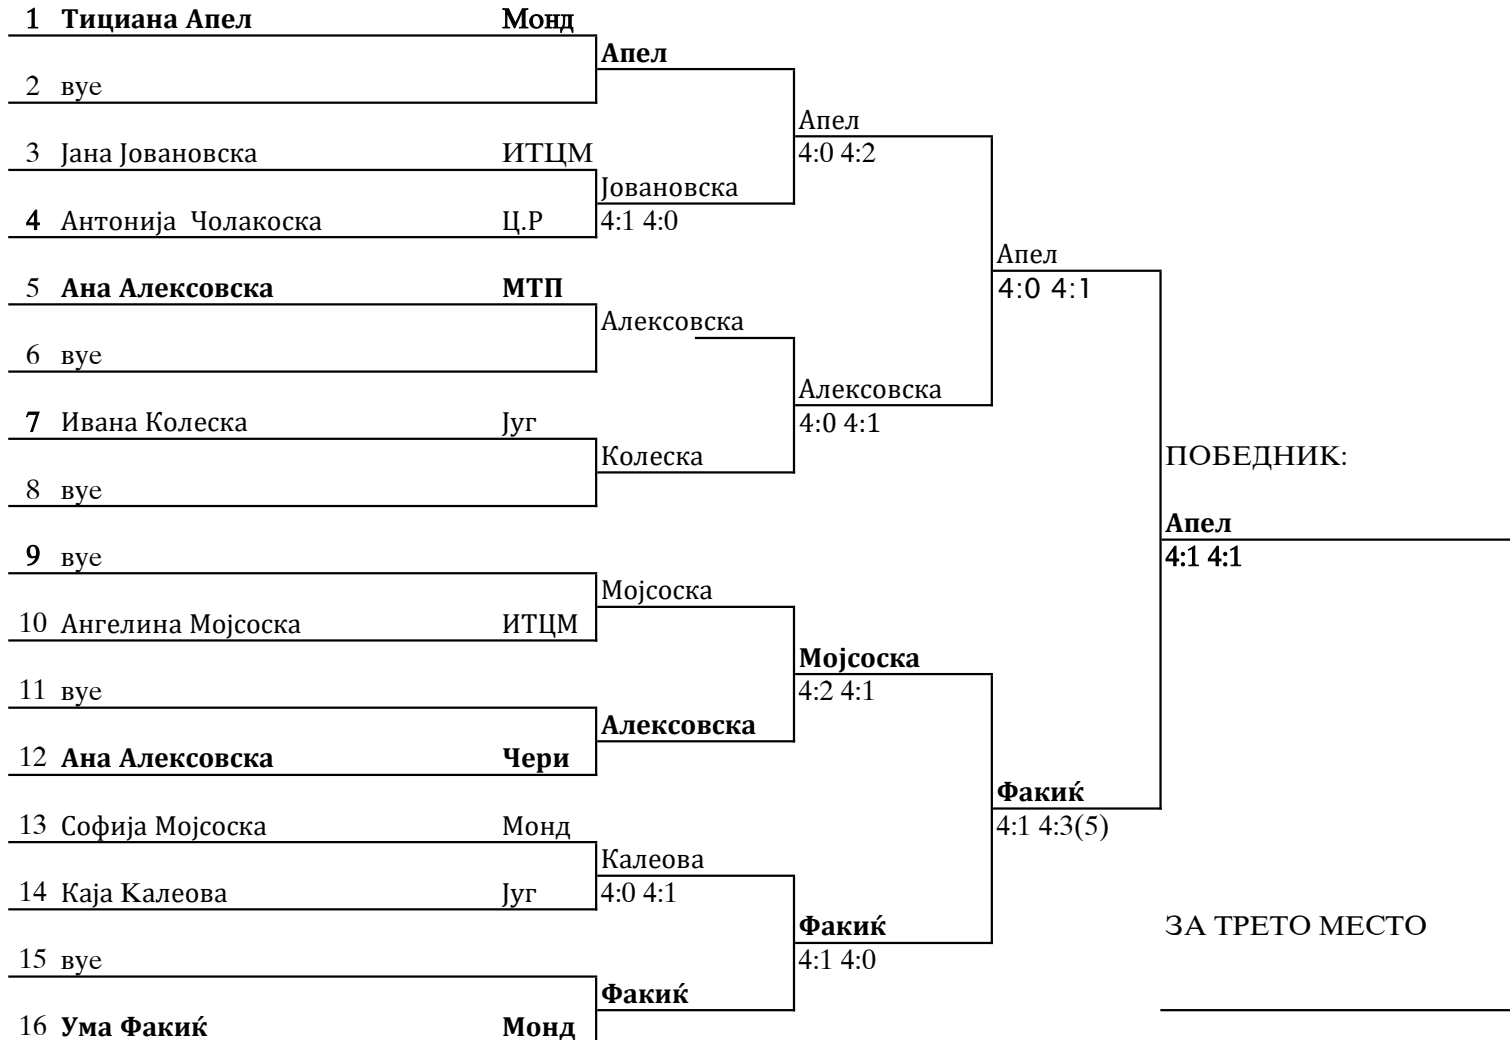 1 Тициана Апел Монд
Апел
2 вуе
Апел
3 Јана Јовановска ИТЦМ 4:0 4:2
Јовановска
4 Антонија Чолакоска Ц.Р 4:1 4:0
Апел
5 Ана Алексовска МТП 4:0 4:1
Алексовска
6 вуе
Алексовска
7 Ивана Колеска Југ 4:0 4:1
Колеска ПОБЕДНИК:
8 вуе
Апел
9 вуе 4:1 4:1
Мојсоска
10 Ангелина Мојсоска ИТЦМ
Мојсоска
11 вуе 4:2 4:1
Алексовска
12 Ана Алексовска Чери
Факиќ
13 Софија Мојсоска Монд 4:1 4:3(5)
Калеова
14 Каја Калеова Југ 4:0 4:1
Факиќ ЗА ТРЕТО МЕСТО
15 вуе 4:1 4:0
Факиќ
16 Ума Факиќ Монд